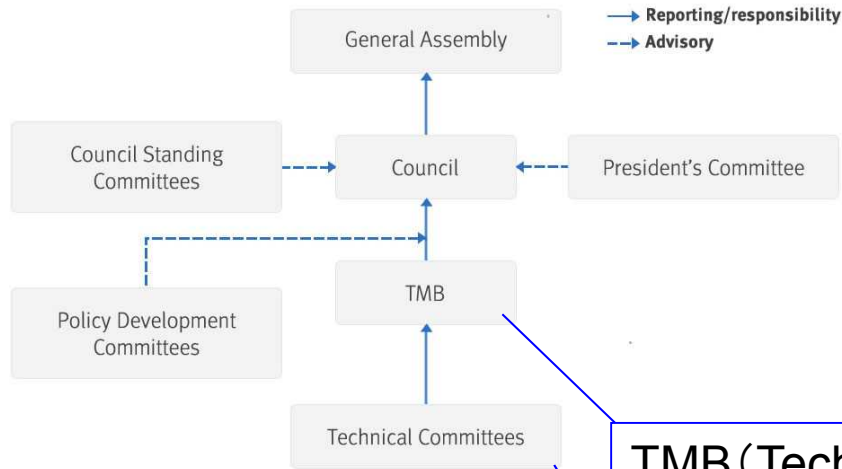 Reporting/responsibility
Advisory
General Assembly
Council Standing
Committees
Council
President's Committee
Policy Development
Committees
TMB
Technical Committees
TMB（Tech